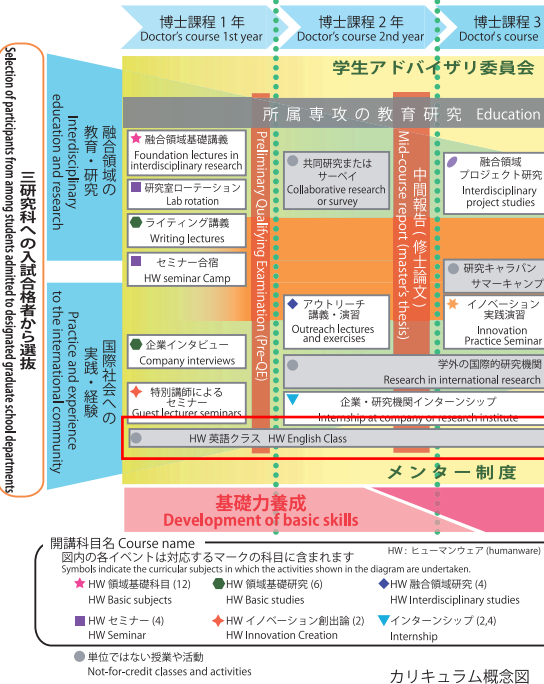 博士課程 1 年
Doctor's course 1st year
博士課程 2 年
Doctor's course 2nd year
博士課程 3
Doctor's course
学生アドバイザリ委員会
所属専攻の教育研究 Education
Selection of participants from among students admitted to designated graduate school departments
三研究科への入試合格者から選抜
融合領域の
教育・研究
Interdisciplinary
education and research
国際社会への
実践・経験
Practice and experience
to the international community
融合領域基礎講義
Foundation lectures in
interdisciplinary research
研究室ローテーション
Lab rotation
ライティング講義
Writing lectures
セミナー合宿
HW seminar Camp
企業インタビュー
Company interviews
特別講師による
セミナー
Guest lecturer seminars
Preliminary Qualifying Examination (Pre-QE)
共同研究または
サーベイ
Collaborative research
or survey
アウトリーチ
講義・演習
Outreach lectures
and exercises
中間報告(修士論文)
Mid-course report (master's thesis)
融合領域
プロジェクト研究
Interdisciplinary
project studies
研究キャラバン
サマーキャンプ
イノベーション
実践演習
Innovation
Practice Seminar
学外の国際的研究機関
Research in international research
企業・研究機関インターンシップ
Internship at company or research institute
HW 英語クラス HW English Class
メンター制度
基礎力養成
Development of basic skills
開講科目名 Course name
HW : ヒューマンウェア (humanware)
図内の各イベントは対応するマークの科目に含まれます
Symbols indicate the curricular subjects in which the activities shown in the diagram are undertaken.
HW 領域基礎科目 (12)
HW Basic subjects
HW 領域基礎研究 (6)
HW Basic studies
HW 融合領域研究 (4)
HW Interdisciplinary studies
HW セミナー (4)
HW Seminar
HW イノベーション創出論 (2)
HW Innovation Creation
インターンシップ (2,4)
Internship
単位ではない授業や活動
Not-for-credit classes and activities
カリキュラム概念図